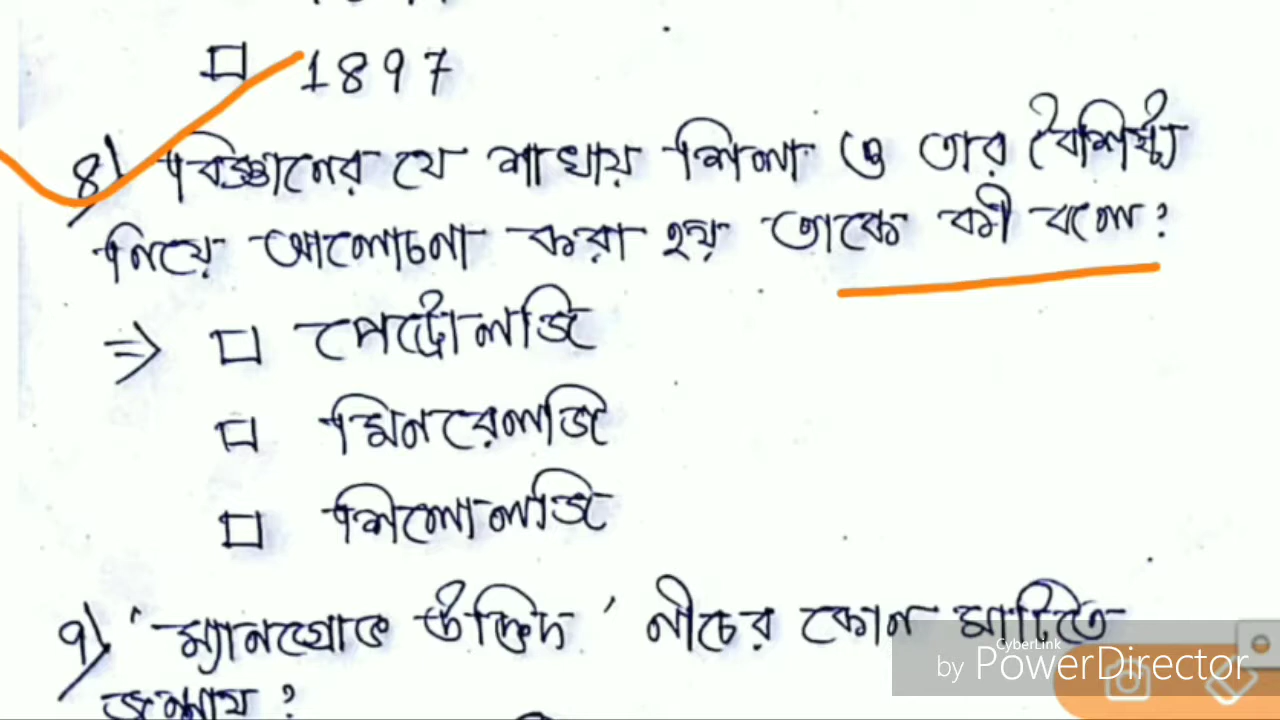 □ 1897
8) বিজ্ঞানের যে শাখায় শিলা ও তার বৈশিষ্ট্য
নিয়ে আলোচনা করা হয় তাকে কী বলে?
⇒ □ পেট্রোলজি
□ মিনরেলজি
□ শিলোলজি
9) 'ম্যানগ্রোভ উদ্ভিদ' নীচের কোন মাটিতে
জন্মায়?
CyberLink
by PowerDirector